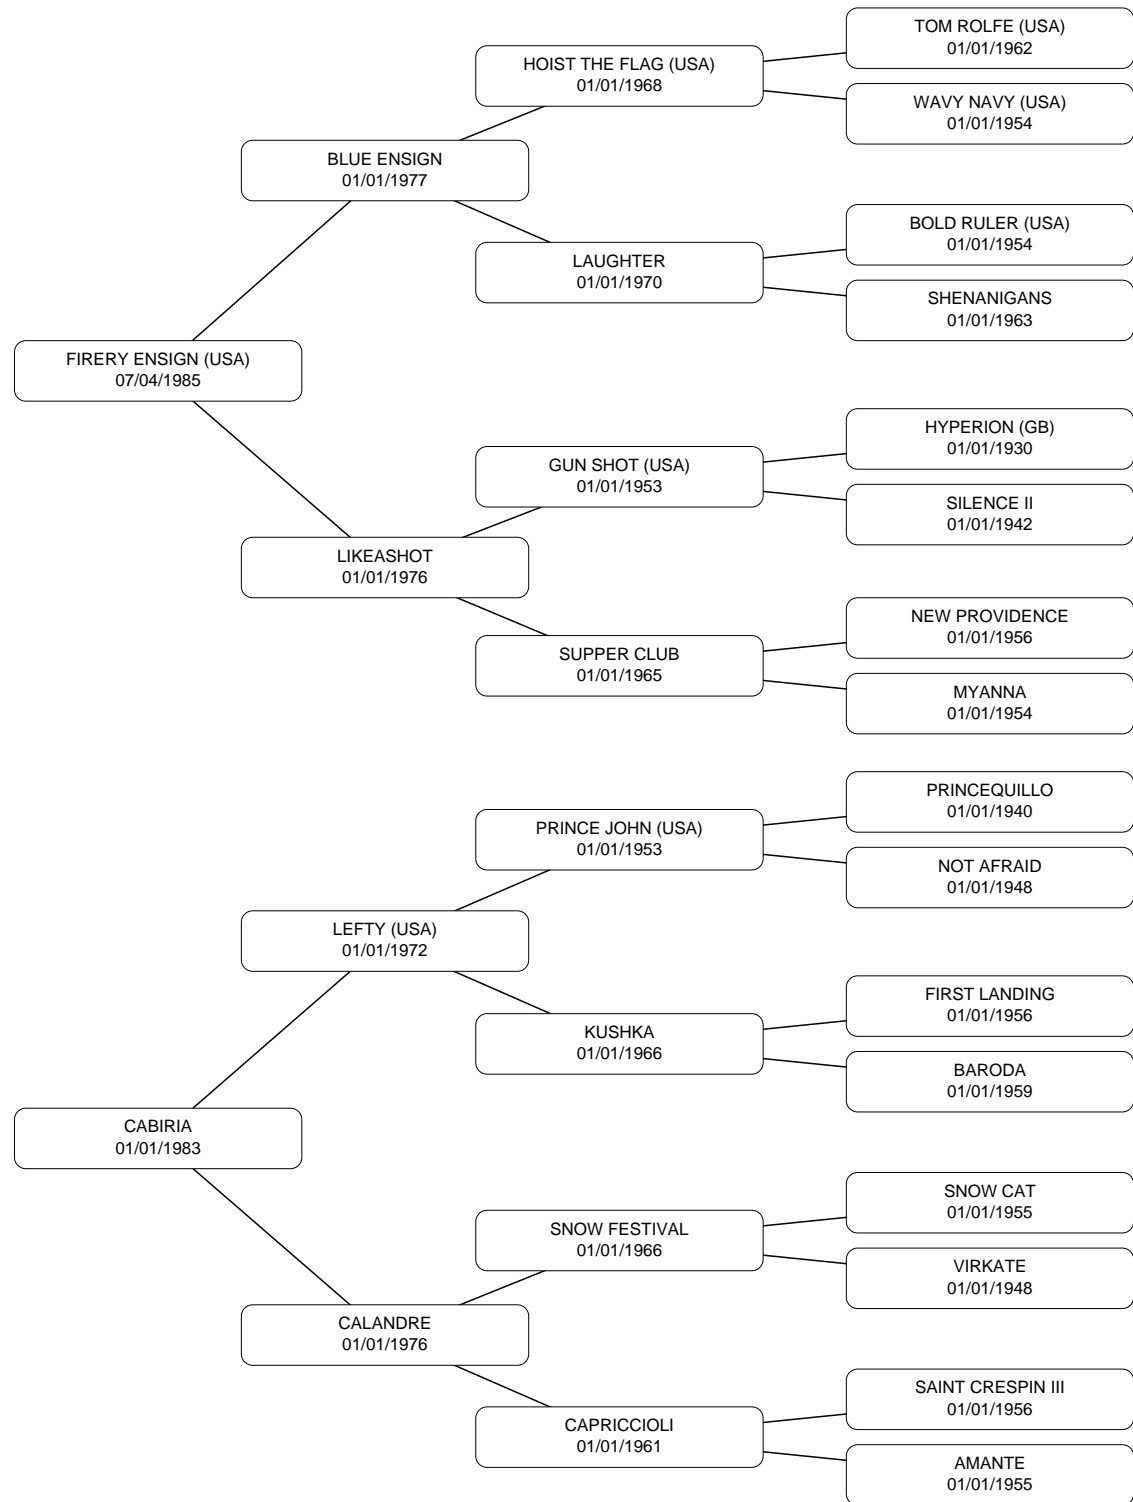 TOM ROLFE (USA)
01/01/1962
HOIST THE FLAG (USA)
01/01/1968
WAVY NAVY (USA)
01/01/1954
BLUE ENSIGN
01/01/1977
BOLD RULER (USA)
01/01/1954
LAUGHTER
01/01/1970
SHENANIGANS
01/01/1963
FIRERY ENSIGN (USA)
07/04/1985
HYPERION (GB)
01/01/1930
GUN SHOT (USA)
01/01/1953
SILENCE II
01/01/1942
LIKEASHOT
01/01/1976
NEW PROVIDENCE
01/01/1956
SUPPER CLUB
01/01/1965
MYANNA
01/01/1954
PRINCEQUILLO
01/01/1940
PRINCE JOHN (USA)
01/01/1953
NOT AFRAID
01/01/1948
LEFTY (USA)
01/01/1972
FIRST LANDING
01/01/1956
KUSHKA
01/01/1966
BARODA
01/01/1959
CABIRIA
01/01/1983
SNOW CAT
01/01/1955
SNOW FESTIVAL
01/01/1966
VIRKATE
01/01/1948
CALANDRE
01/01/1976
SAINT CRESPIN III
01/01/1956
CAPRICCIOLI
01/01/1961
AMANTE
01/01/1955